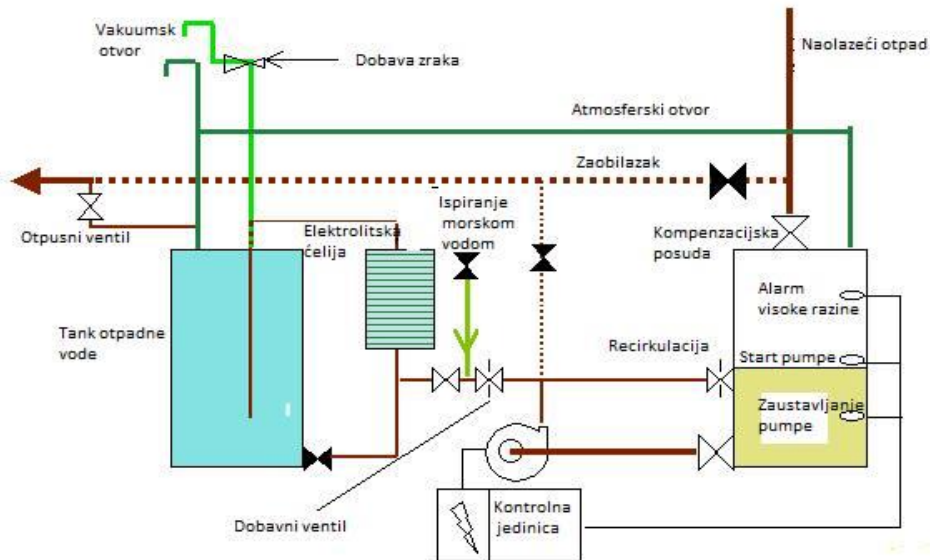 Vakuumsk
otvor
Dobava zraka
Naolazeći otpad
Atmosferski otvor
Zaobilazak
Otpusni ventil
Elektrolitska
ćelija
Ispiranje
morskom
vodom
Kompenzacijska
posuda
Alarm
visoke razine
Tank otpadne
vode
Recirkulacija
Start pumpe
Zaustavljanje
pumpe
Dobavni ventil
Kontrolna
jedinica